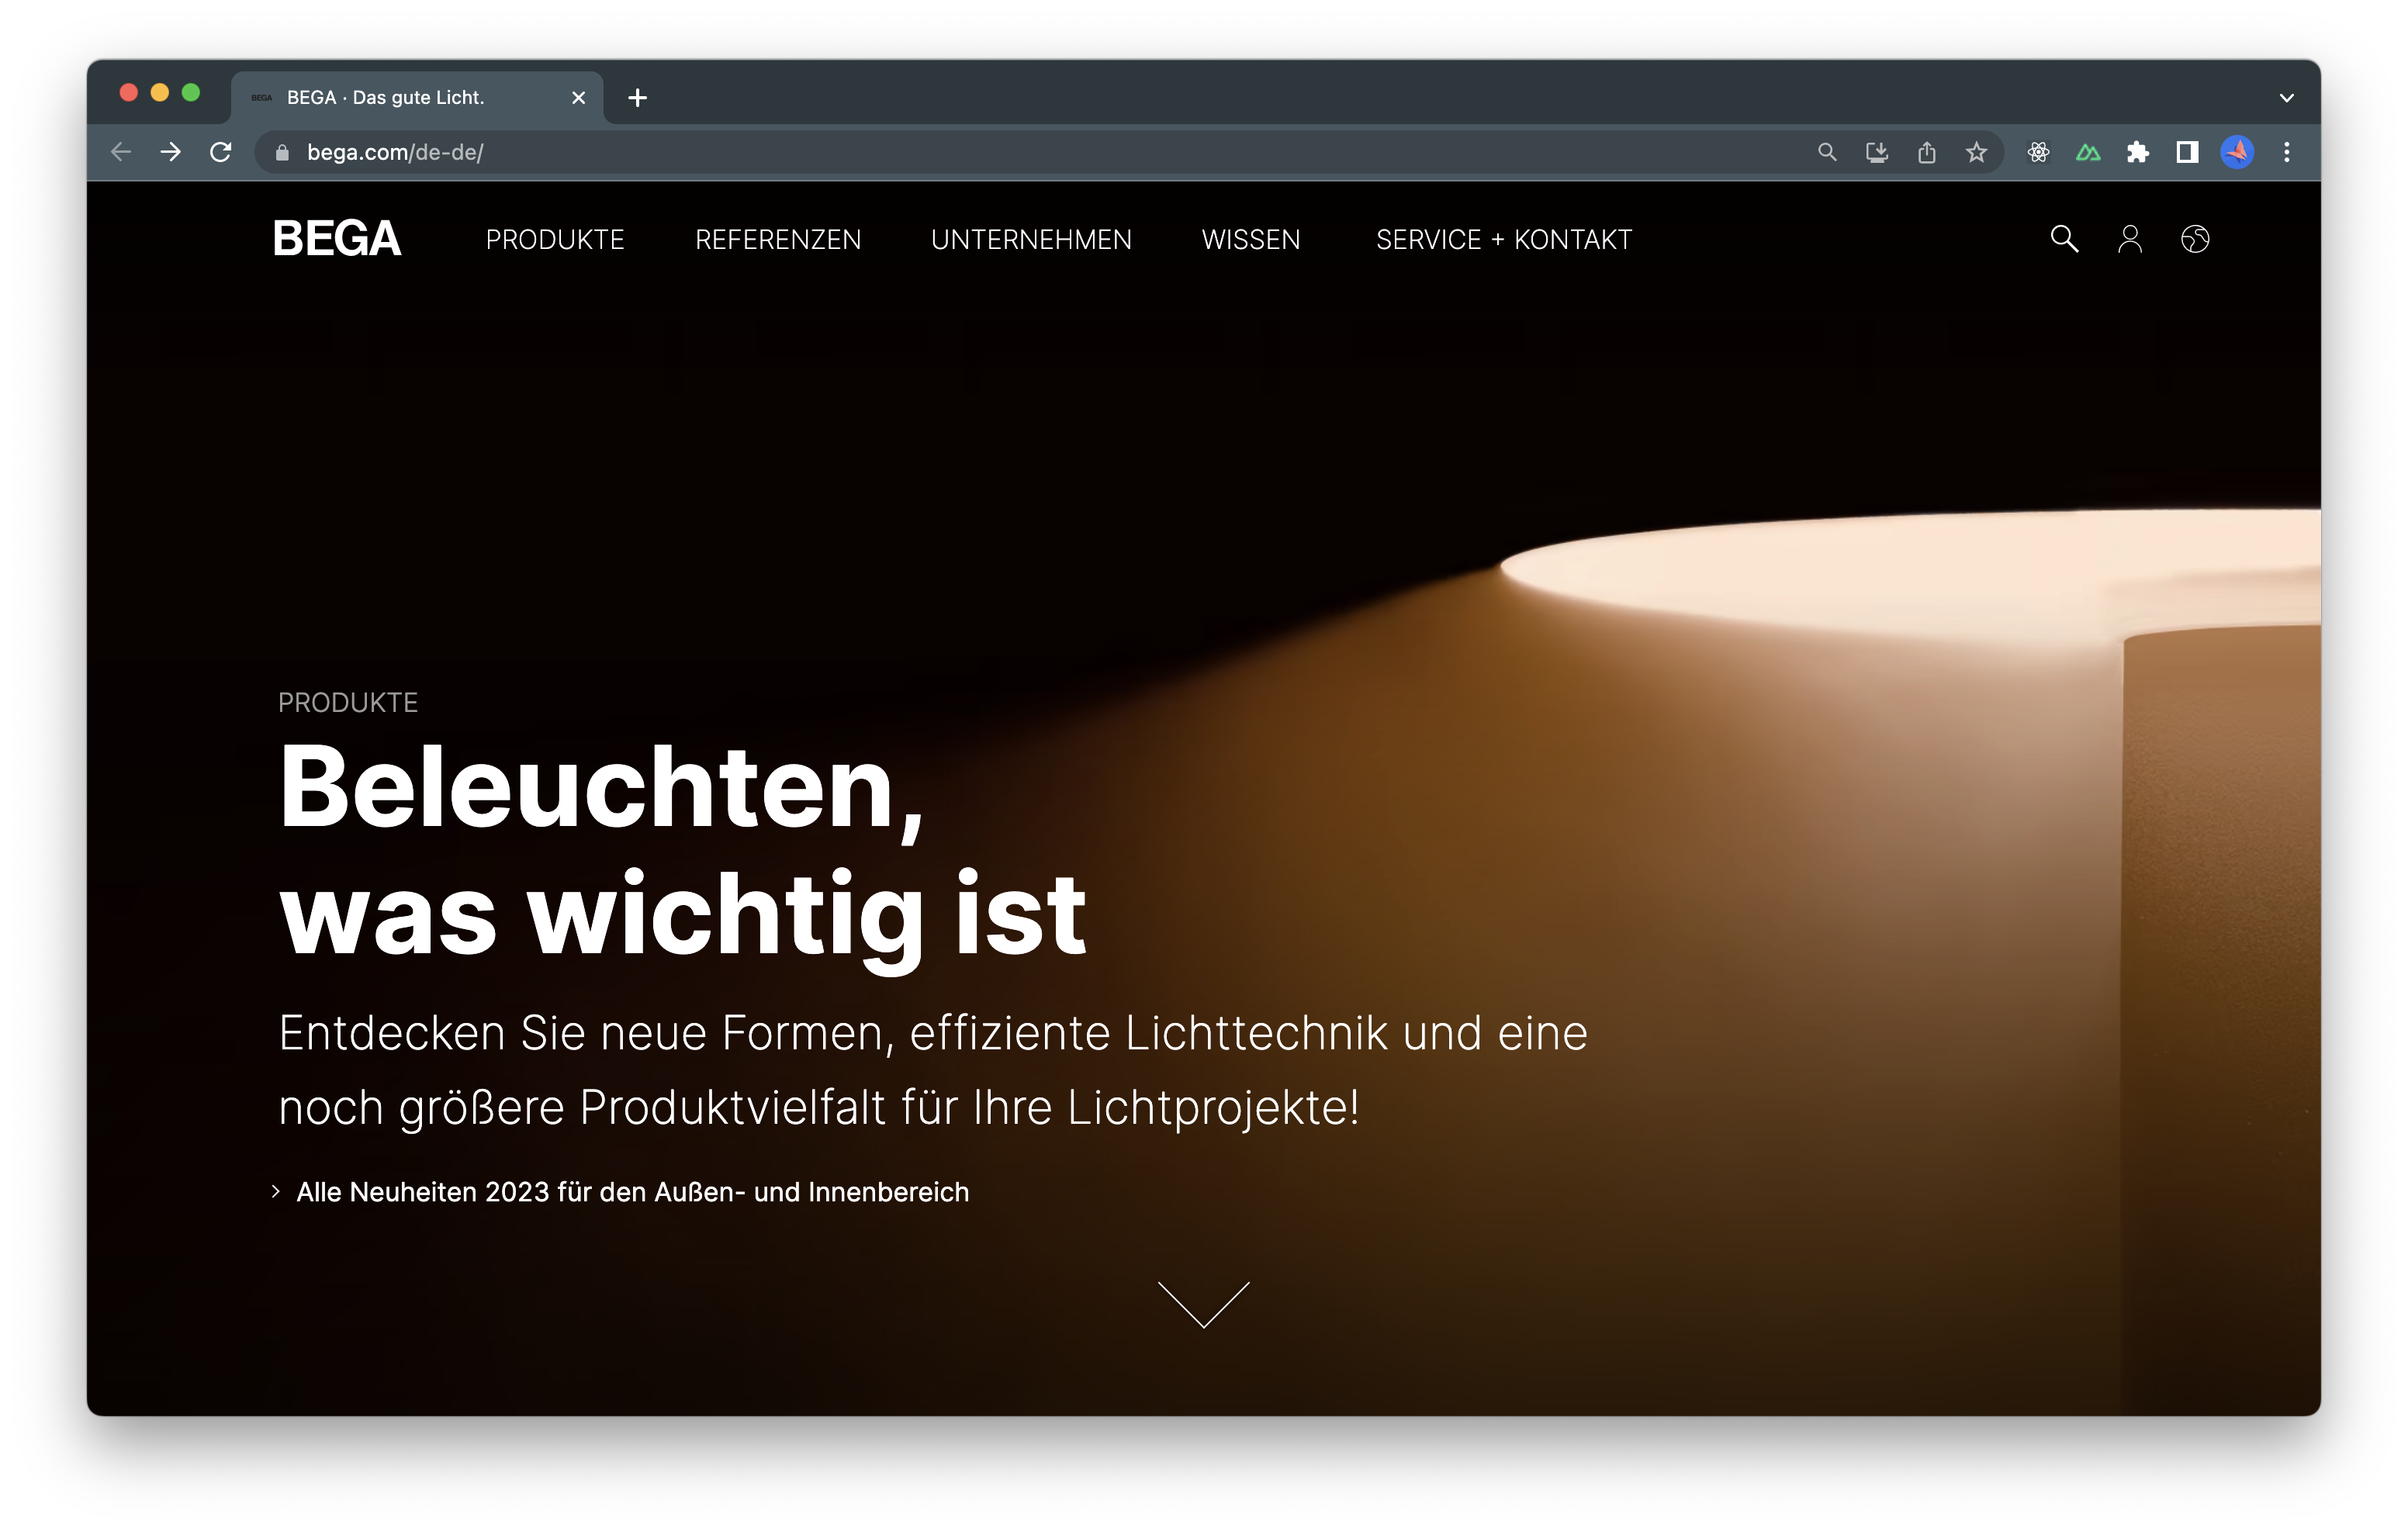 BEGA BEGA · Das gute Licht.
bega.com/de-de/
BEGA PRODUKTE REFERENZEN UNTERNEHMEN WISSEN SERVICE + KONTAKT
PRODUKTE
Beleuchten,
was wichtig ist
Entdecken Sie neue Formen, effiziente Lichttechnik und eine
noch größere Produktvielfalt für Ihre Lichtprojekte!
Alle Neuheiten 2023 für den Außen- und Innenbereich